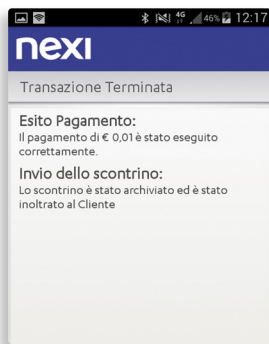 4G 46% 12:17
nexi
Transazione Terminata
Esito Pagamento:
Il pagamento di € 0,01 è stato eseguito
correttamente.
Invio dello scontrino:
Lo scontrino è stato archiviato ed è stato
inoltrato al Cliente